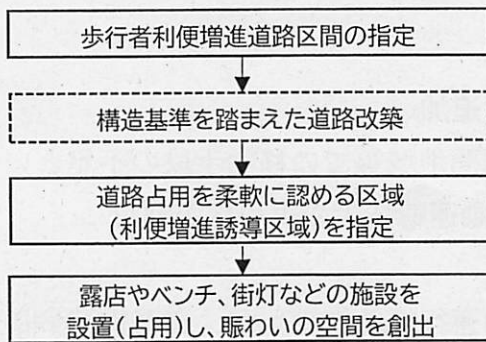 歩行者利便増進道路区間の指定
構造基準を踏まえた道路改築
道路占用を柔軟に認める区域
(利便増進誘導区域)を指定
露店やベンチ、街灯などの施設を
設置(占用)し、賑わいの空間を創出